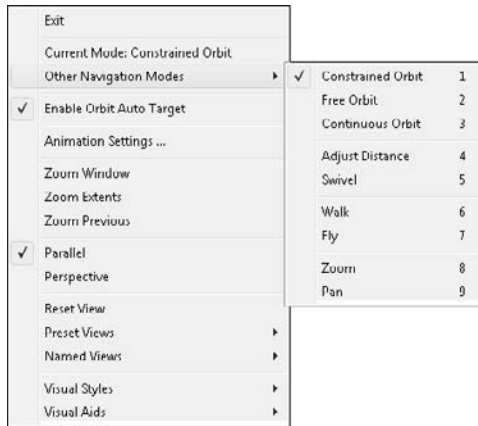 Exit
Current Mode: Constrained Orbit
Other Navigation Modes
Enable Orbit Auto Target
Animation Settings ...
Zoom Window
Zoom Extents
Zoom Previous
Parallel
Perspective
Reset View
Preset Views
Named Views
Visual Styles
Visual Aids
Constrained Orbit 1
Free Orbit 2
Continuous Orbit 3
Adjust Distance 4
Swivel 5
Walk 6
Fly 7
Zoom 8
Pan 9